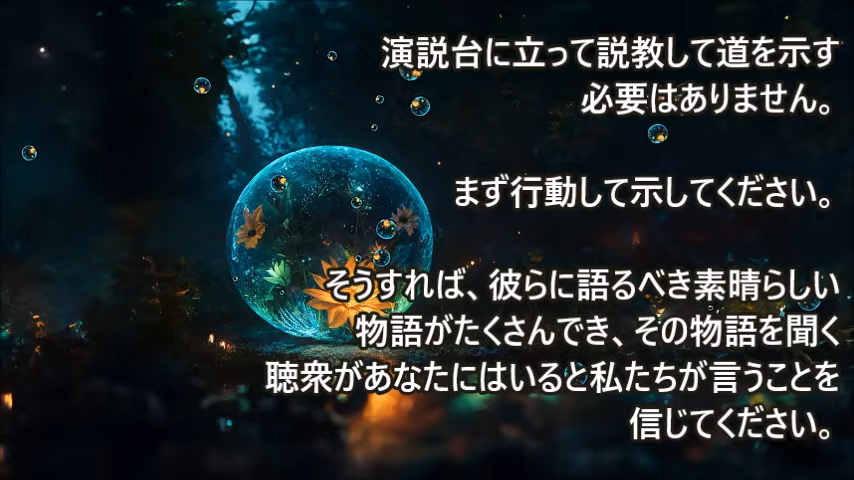 演説台に立って説教して道を示す
必要はありません。
まず行動して示してください。
そうすれば、彼らに語るべき素晴らしい
物語がたくさんでき、その物語を聞く
聴衆があなたにはいると私たちが言うことを
信じてください。